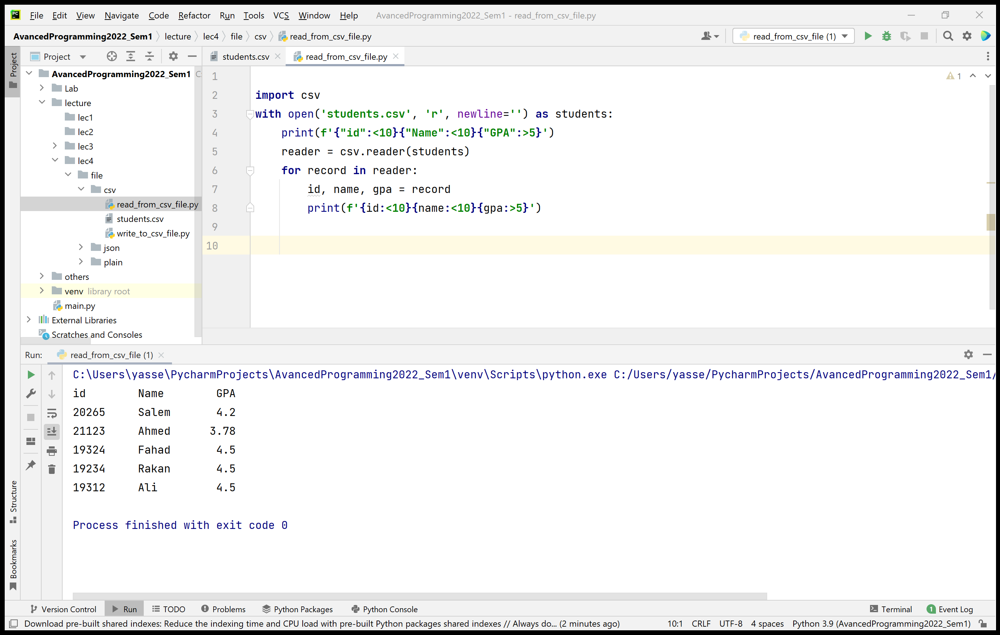 File Edit View Navigate Code Refactor Run Tools VCS Window Help AvancedProgramming2022_Sem1 - read_from_csv_file.py
AvancedProgramming2022_Sem1 lecture lec4 file csv read_from_csv_file.py read_from_csv_file (1)
Project
Project
students.csv
read_from_csv_file.py
AvancedProgramming2022_Sem1 C:
Lab
lecture
lec1
lec2
lec3
lec4
file
csv
read_from_csv_file.py
students.csv
write_to_csv_file.py
json
plain
others
venv library root
main.py
External Libraries
Scratches and Consoles
1
2 import csv
3 with open('students.csv', 'r', newline='') as students:
4 print(f'{"id":<10}{"Name":<10}{"GPA":>5}')
5 reader = csv.reader(students)
6 for record in reader:
7 id, name, gpa = record
8 print(f'{id:<10}{name:<10}{gpa:>5}')
9
10
1
Run: read_from_csv_file (1)
C:\Users\yasse\PycharmProjects\AvancedProgramming2022_Sem1\venv\Scripts\python.exe C:/Users/yasse/PycharmProjects/AvancedProgramming2022_Sem1/
id Name GPA
20265 Salem 4.2
21123 Ahmed 3.78
19324 Fahad 4.5
19234 Rakan 4.5
19312 Ali 4.5
Process finished with exit code 0
Structure
Bookmarks
Version Control Run TODO Problems Python Packages Python Console Terminal 1 Event Log
Download pre-built shared indexes: Reduce the indexing time and CPU load with pre-built Python packages shared indexes // Always do... (2 minutes ago) 10:1 CRLF UTF-8 4 spaces Python 3.9 (AvancedProgramming2022_Sem1)